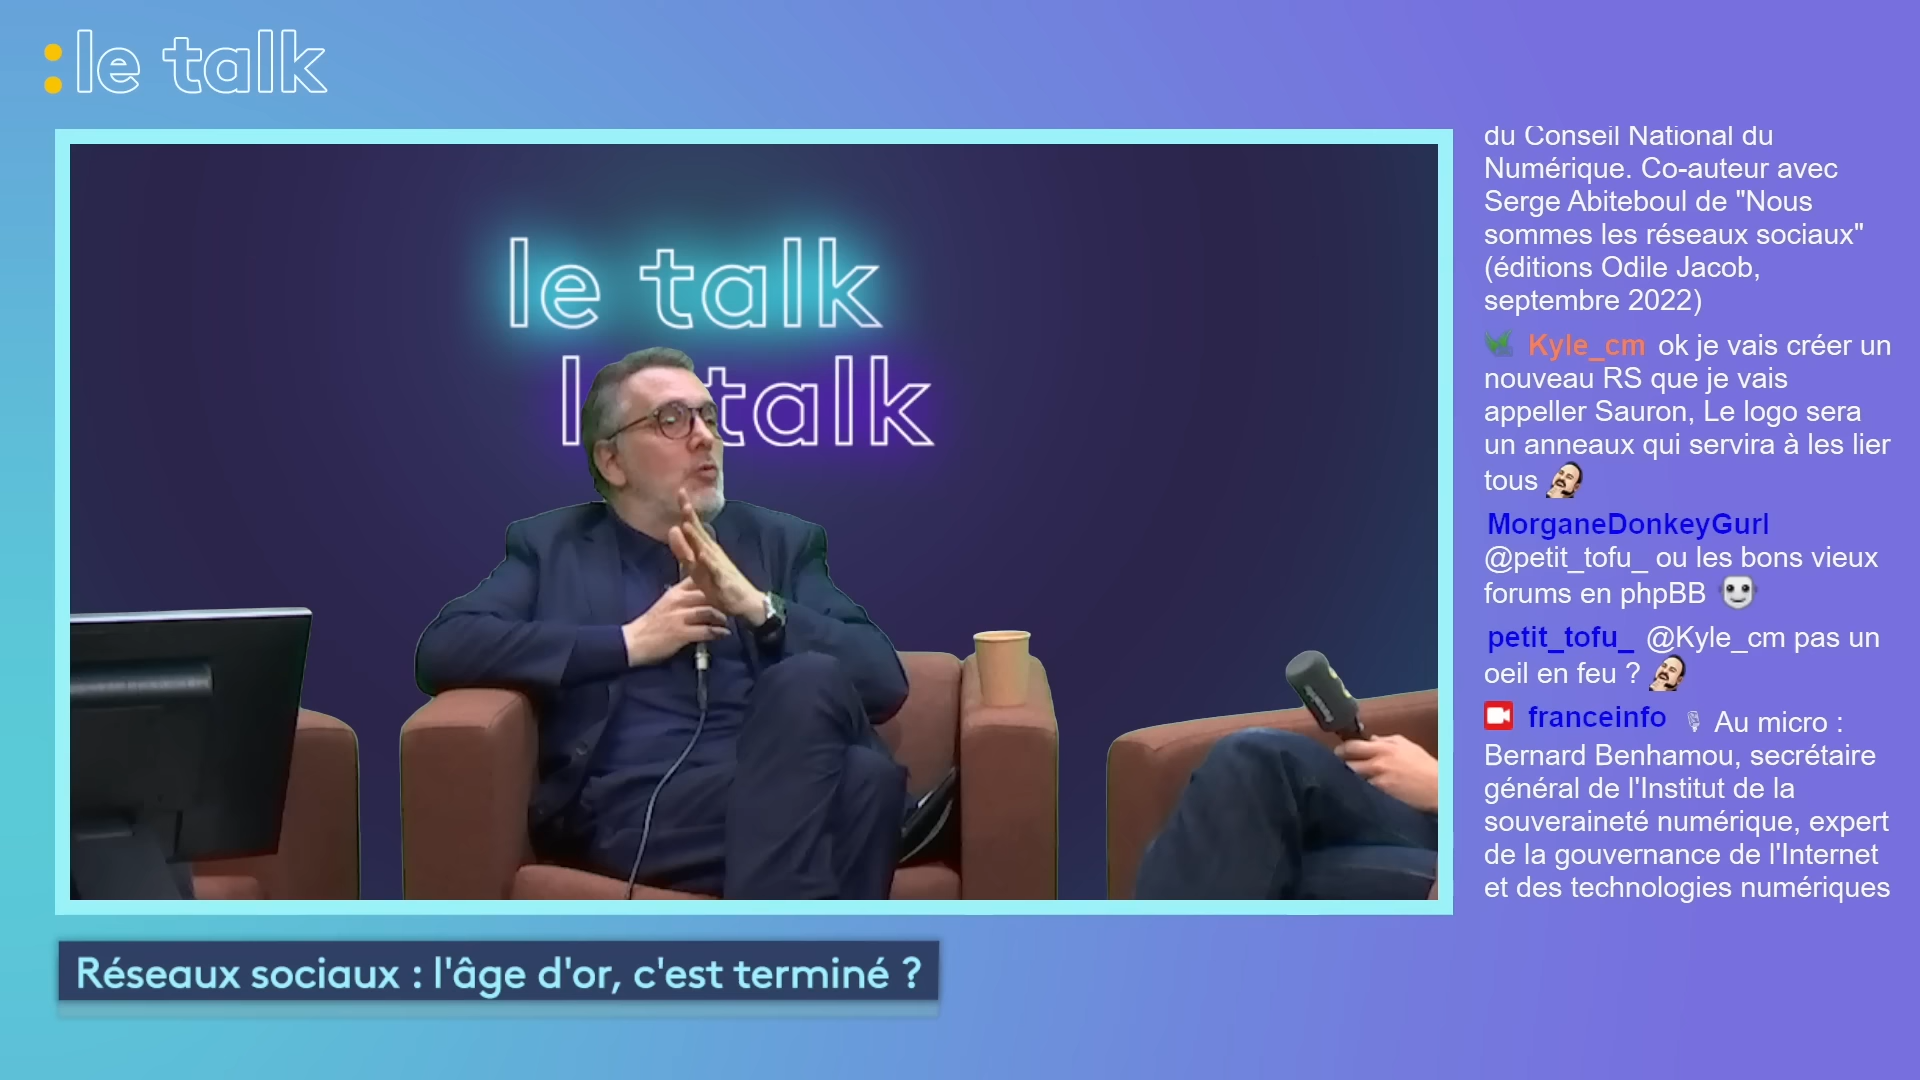 :le talk
le talk
l talk
du Conseil National du
Numérique. Co-auteur avec
Serge Abiteboul de "Nous
sommes les réseaux sociaux"
(éditions Odile Jacob,
septembre 2022)
Kyle_cm ok je vais créer un
nouveau RS que je vais
appeller Sauron, Le logo sera
un anneaux qui servira à les lier
tous
MorganeDonkeyGurl
@petit_tofu_ ou les bons vieux
forums en phpBB
petit_tofu_ @Kyle_cm pas un
oeil en feu ?
franceinfo Au micro :
Bernard Benhamou, secrétaire
général de l'Institut de la
souveraineté numérique, expert
de la gouvernance de l'Internet
et des technologies numériques
Réseaux sociaux : l'âge d'or, c'est terminé ?